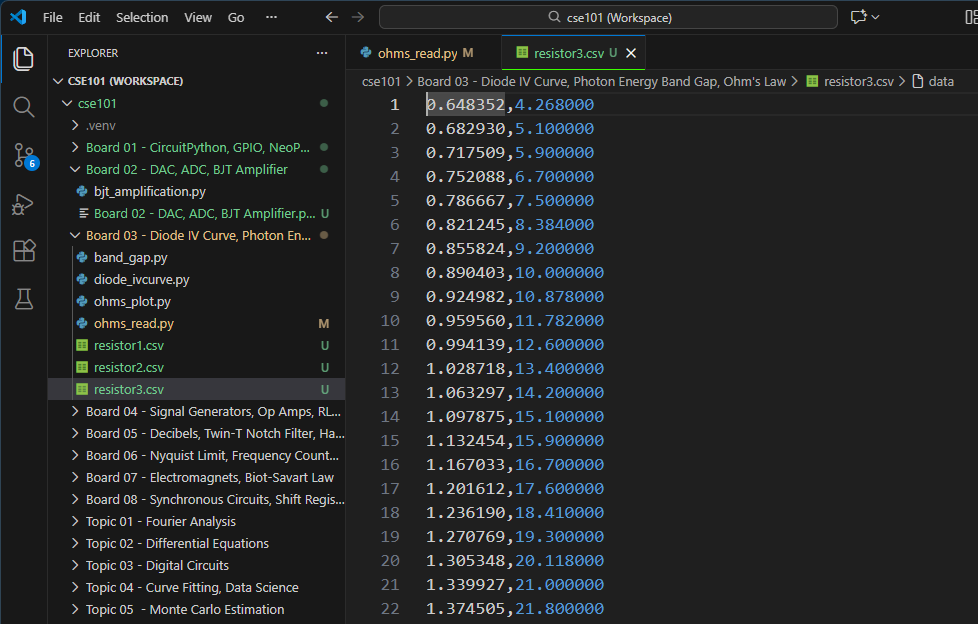 File Edit Selection View Go ··· cse101 (Workspace)
EXPLORER ···
CSE101 (WORKSPACE)
cse101
.venv
Board 01 - CircuitPython, GPIO, NeoP...
Board 02 - DAC, ADC, BJT Amplifier
bjt_amplification.py
Board 02 - DAC, ADC, BJT Amplifier.p... U
Board 03 - Diode IV Curve, Photon En...
band_gap.py
diode_ivcurve.py
ohms_plot.py
ohms_read.py M
resistor1.csv U
resistor2.csv U
resistor3.csv U
Board 04 - Signal Generators, Op Amps, RL...
Board 05 - Decibels, Twin-T Notch Filter, Ha...
Board 06 - Nyquist Limit, Frequency Count...
Board 07 - Electromagnets, Biot-Savart Law
Board 08 - Synchronous Circuits, Shift Regis...
Topic 01 - Fourier Analysis
Topic 02 - Differential Equations
Topic 03 - Digital Circuits
Topic 04 - Curve Fitting, Data Science
Topic 05 - Monte Carlo Estimation
6
ohms_read.py M resistor3.csv U
cse101 > Board 03 - Diode IV Curve, Photon Energy Band Gap, Ohm's Law > resistor3.csv > data
1 0.648352,4.268000
2 0.682930,5.100000
3 0.717509,5.900000
4 0.752088,6.700000
5 0.786667,7.500000
6 0.821245,8.384000
7 0.855824,9.200000
8 0.890403,10.000000
9 0.924982,10.878000
10 0.959560,11.782000
11 0.994139,12.600000
12 1.028718,13.400000
13 1.063297,14.200000
14 1.097875,15.100000
15 1.132454,15.900000
16 1.167033,16.700000
17 1.201612,17.600000
18 1.236190,18.410000
19 1.270769,19.300000
20 1.305348,20.118000
21 1.339927,21.000000
22 1.374505,21.800000